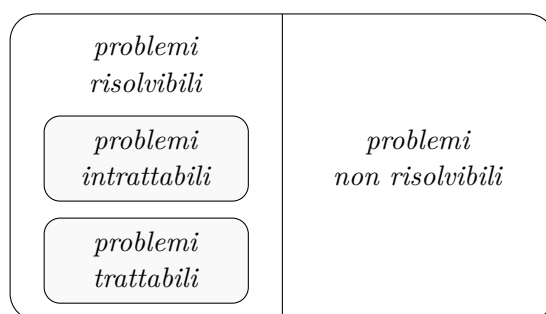 problemi
risolvibili
problemi
intrattabili
problemi
trattabili
problemi
non risolvibili